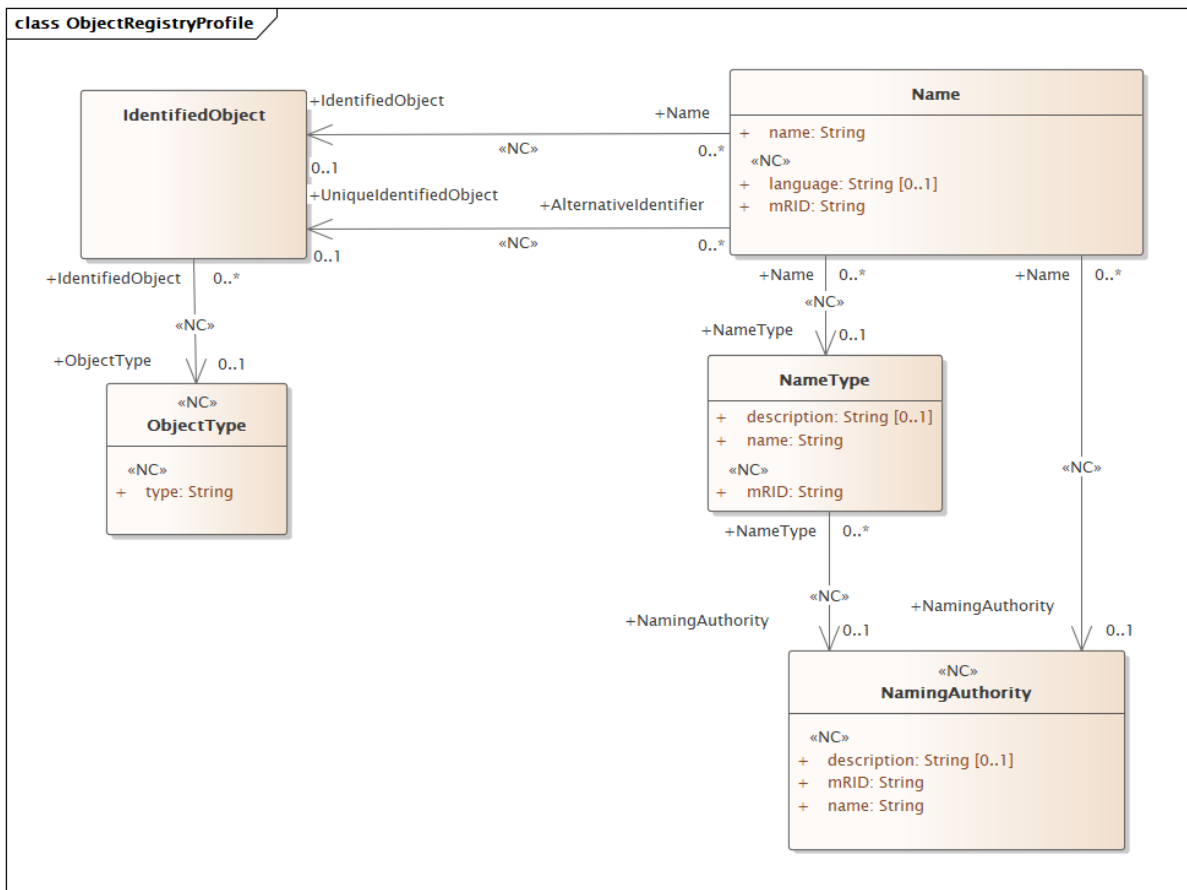 class ObjectRegistryProfile
IdentifiedObject
+IdentifiedObject
+Name
«NC»
0..1
0..*
+UniqueIdentifiedObject
+AlternativeIdentifier
«NC»
0..1
0..*
Name
+ name: String
«NC»
+ language: String [0..1]
+ mRID: String
+IdentifiedObject
0..*
«NC»
+ObjectType
0..1
«NC»
ObjectType
«NC»
+ type: String
+Name
0..*
«NC»
+NameType
0..1
NameType
+ description: String [0..1]
+ name: String
«NC»
+ mRID: String
+Name
0..*
«NC»
+NamingAuthority
0..1
+NameType
0..*
«NC»
+NamingAuthority
0..1
«NC»
NamingAuthority
«NC»
+ description: String [0..1]
+ mRID: String
+ name: String